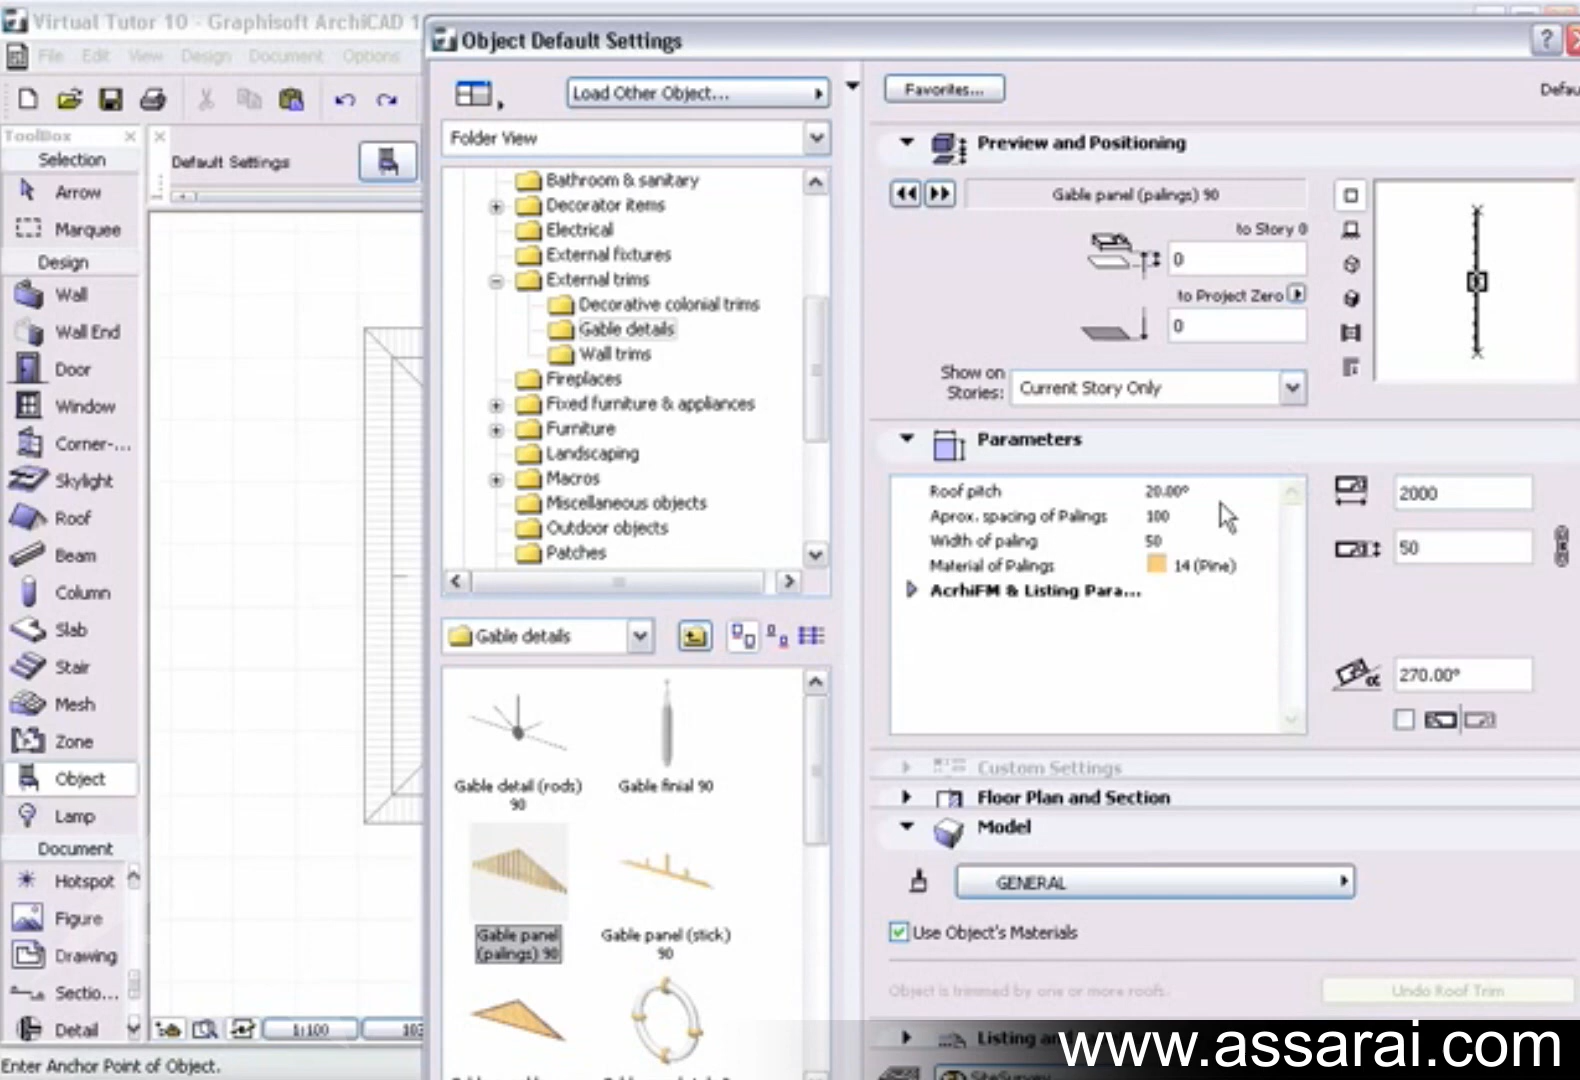 Virtual Tutor 10 - Graphisoft ArchiCAD 1
File Edit View Design Document Options
ToolBox
Selection
Arrow
Marquee
Design
Wall
Wall End
Door
Window
Corner-...
Skylight
Roof
Beam
Column
Slab
Stair
Mesh
Zone
Object
Lamp
Document
Hotspot
Figure
Drawing
Sectio...
Detail
Default Settings
1:100
103
Enter Anchor Point of Object.
Object Default Settings
?
Load Other Object...
Folder View
Bathroom & sanitary
Decorator items
Electrical
External fixtures
External trims
Decorative colonial trims
Gable details
Wall trims
Fireplaces
Fixed furniture & appliances
Furniture
Landscaping
Macros
Miscellaneous objects
Outdoor objects
Patches
Gable details
Gable detail (rods)
90
Gable finial 90
Gable panel
(palings) 90
Gable panel (stick)
90
Favorites...
Defau
Preview and Positioning
Gable panel (palings) 90
to Story 0
0
to Project Zero
0
Show on
Stories:
Current Story Only
Parameters
Roof pitch 20.00°
Aprox. spacing of Palings 100
Width of paling 50
Material of Palings 14 (Pine)
AcrhiFM & Listing Para...
2000
50
270.00°
Custom Settings
Floor Plan and Section
Model
GENERAL
Use Object's Materials
Object is trimmed by one or more roofs.
Undo Roof Trim
Listing an
SiteSurvey
www.assarai.com